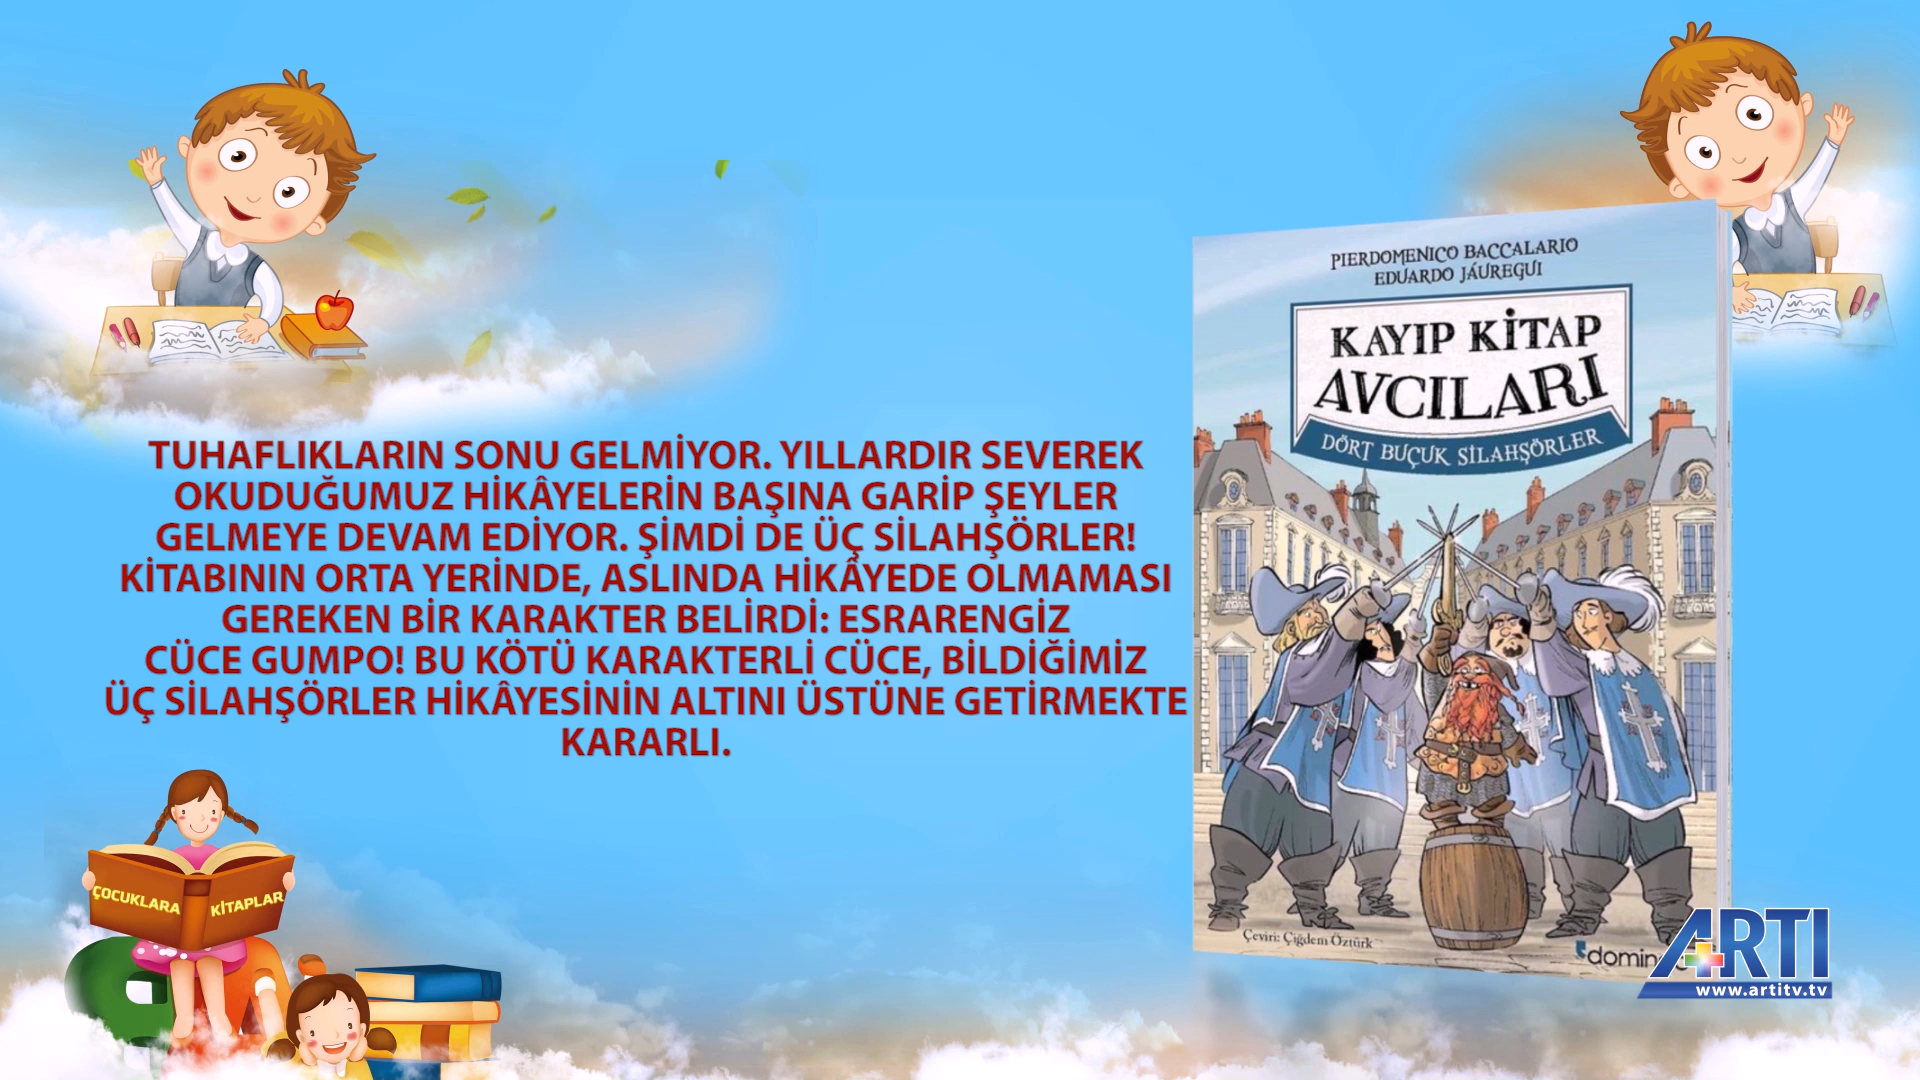 PIERDOMENICO BACCALARIO
EDUARDO JÁUREGUI
KAYIP KİTAP
AVCILARI
DÖRT BUÇUK SİLAHŞÖRLER
TUHAFLIKLARIN SONU GELMİYOR. YILLARDIR SEVEREK
OKUDUĞUMUZ HİKÂYELERİN BAŞINA GARİP ŞEYLER
GELMEYE DEVAM EDİYOR. ŞİMDİ DE ÜÇ SİLAHŞÖRLER!
KİTABININ ORTA YERİNDE, ASLINDA HİKÂYEDE OLMAMASI
GEREKEN BİR KARAKTER BELİRDİ: ESRARENGİZ
CÜCE GUMPO! BU KÖTÜ KARAKTERLİ CÜCE, BİLDİĞİMİZ
ÜÇ SİLAHŞÖRLER HİKÂYESİNİN ALTINI ÜSTÜNE GETİRMEKTE
KARARLI.
ÇOCUKLARA KİTAPLAR
Çeviri: Çiğdem Öztürk
ARTI
www.artitv.tv